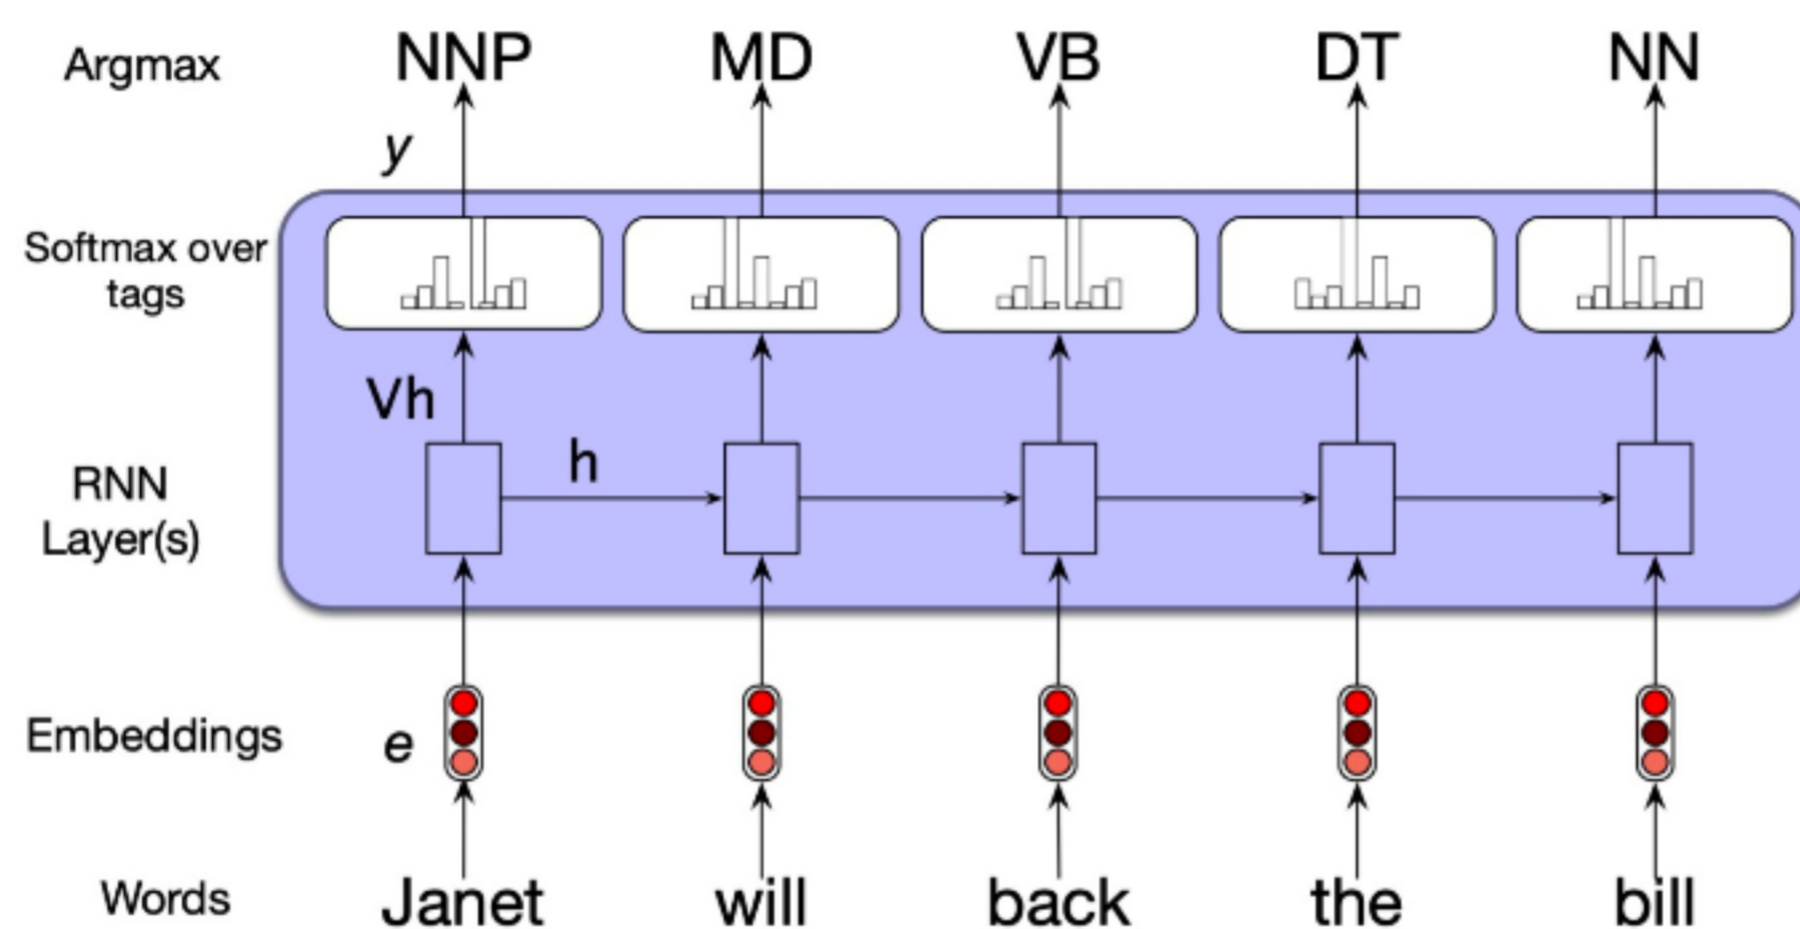 Argmax NNP MD VB DT NN
y
Softmax over
tags
Vh
h
RNN
Layer(s)
Embeddings e
Words Janet will back the bill